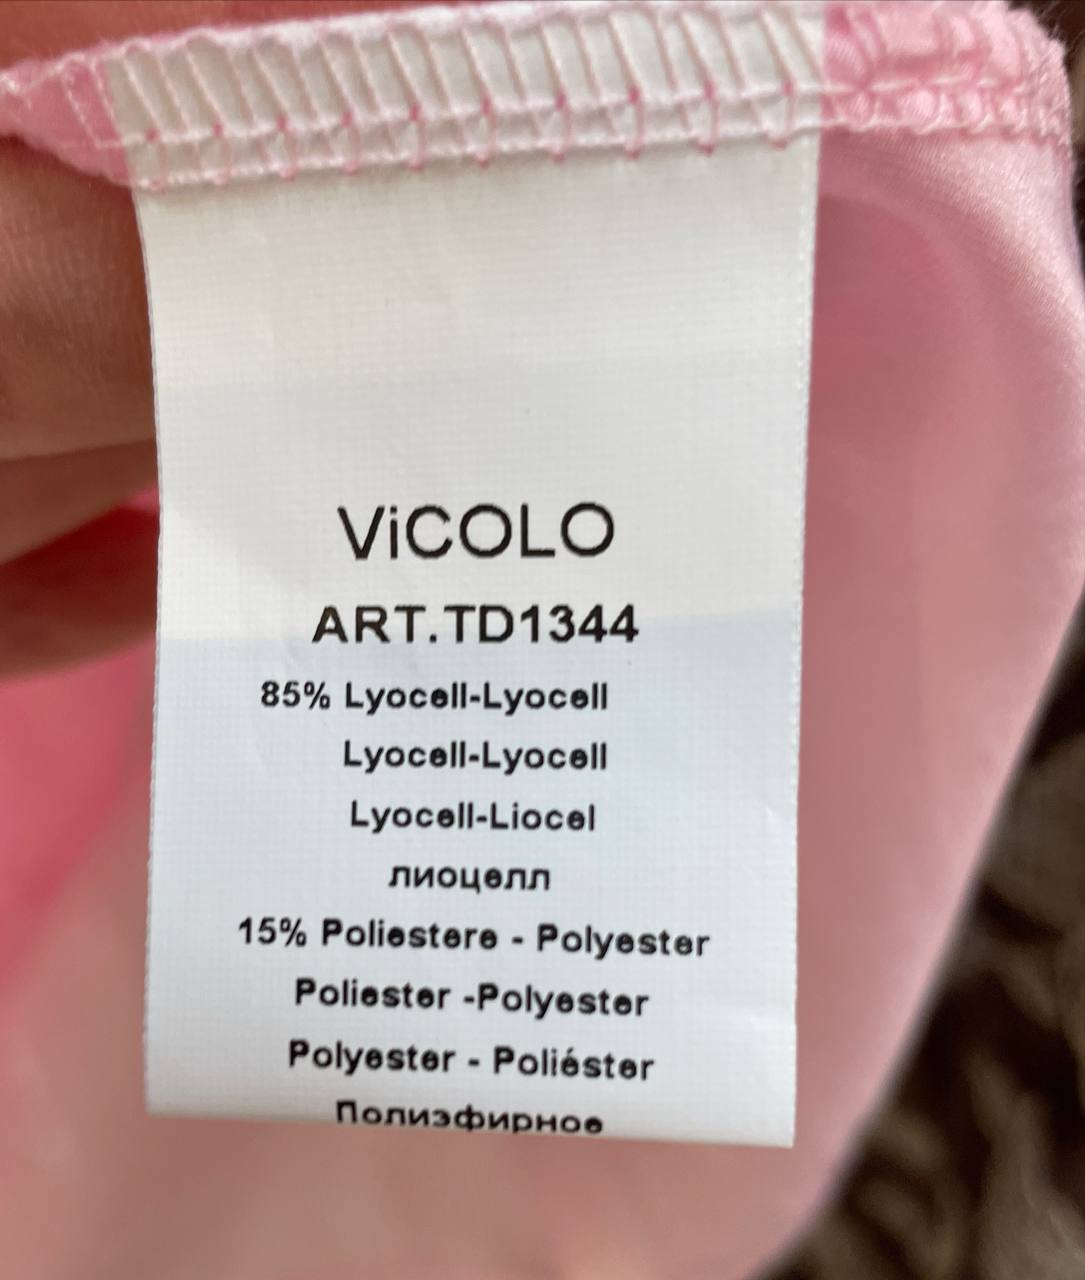 ViCOLO
ART.TD1344
85% Lyocell-Lyocell
Lyocell-Lyocell
Lyocell-Liocel
лиоцелл
15% Poliestere - Polyester
Poliester -Polyester
Polyester - Poliéster
Полиэфирное